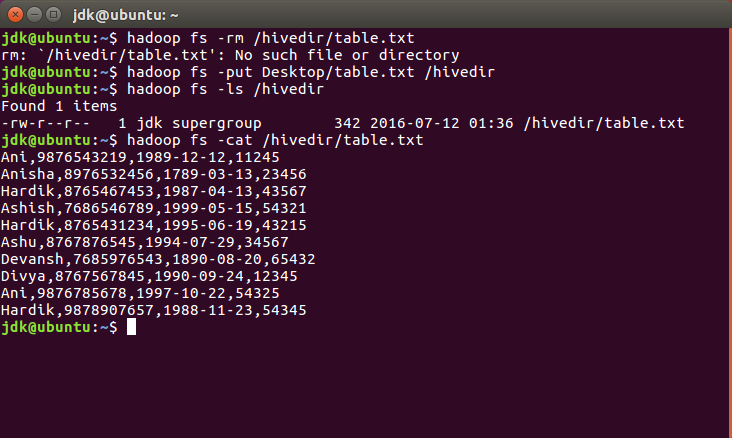 jdk@ubuntu: ~
jdk@ubuntu:~$ hadoop fs -rm /hivedir/table.txt
rm: `/hivedir/table.txt': No such file or directory
jdk@ubuntu:~$ hadoop fs -put Desktop/table.txt /hivedir
jdk@ubuntu:~$ hadoop fs -ls /hivedir
Found 1 items
-rw-r--r--   1 jdk supergroup        342 2016-07-12 01:36 /hivedir/table.txt
jdk@ubuntu:~$ hadoop fs -cat /hivedir/table.txt
Ani,9876543219,1989-12-12,11245
Anisha,8976532456,1789-03-13,23456
Hardik,8765467453,1987-04-13,43567
Ashish,7686546789,1999-05-15,54321
Hardik,8765431234,1995-06-19,43215
Ashu,8767876545,1994-07-29,34567
Devansh,7685976543,1890-08-20,65432
Divya,8767567845,1990-09-24,12345
Ani,9876785678,1997-10-22,54325
Hardik,9878907657,1988-11-23,54345
jdk@ubuntu:~$